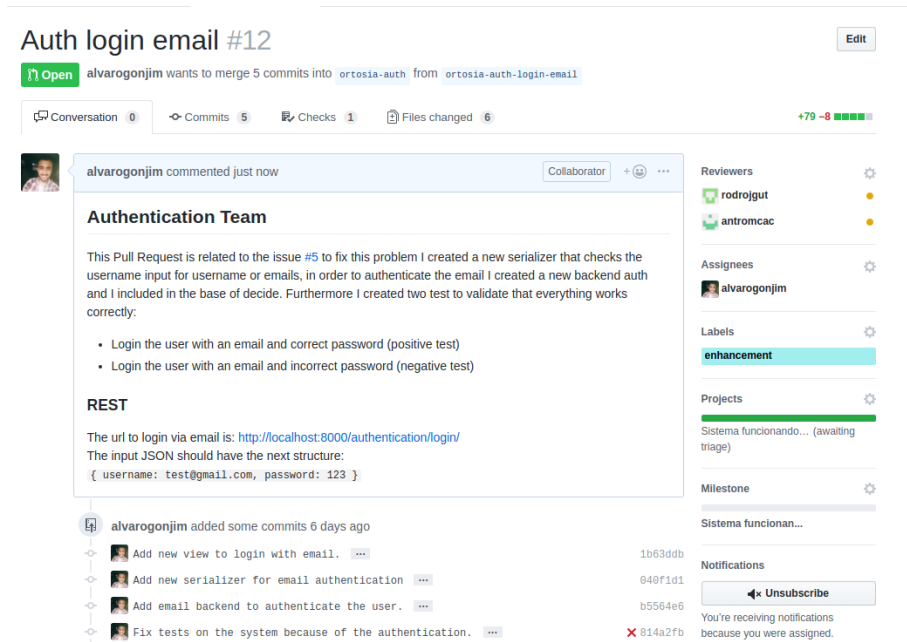 Auth login email #12
Edit
Open alvarogonjim wants to merge 5 commits into ortosia-auth from ortosia-auth-login-email
Conversation 0 Commits 5 Checks 1 Files changed 6 +79 −8
alvarogonjim commented just now Collaborator
Authentication Team
This Pull Request is related to the issue #5 to fix this problem I created a new serializer that checks the
username input for username or emails, in order to authenticate the email I created a new backend auth
and I included in the base of decide. Furthermore I created two test to validate that everything works
correctly:
• Login the user with an email and correct password (positive test)
• Login the user with an email and incorrect password (negative test)
REST
The url to login via email is: http://localhost:8000/authentication/login/
The input JSON should have the next structure:
{ username: test@gmail.com, password: 123 }
alvarogonjim added some commits 6 days ago
Add new view to login with email. ... 1b63ddb
Add new serializer for email authentication ... 040f1d1
Add email backend to authenticate the user. ... b5564e6
Fix tests on the system because of the authentication. ... 814a2fb
Reviewers
rodrojgut
antromcac
Assignees
alvarogonjim
Labels
enhancement
Projects
Sistema funcionando… (awaiting
triage)
Milestone
Sistema funcionan...
Notifications
Unsubscribe
You're receiving notifications
because you were assigned.